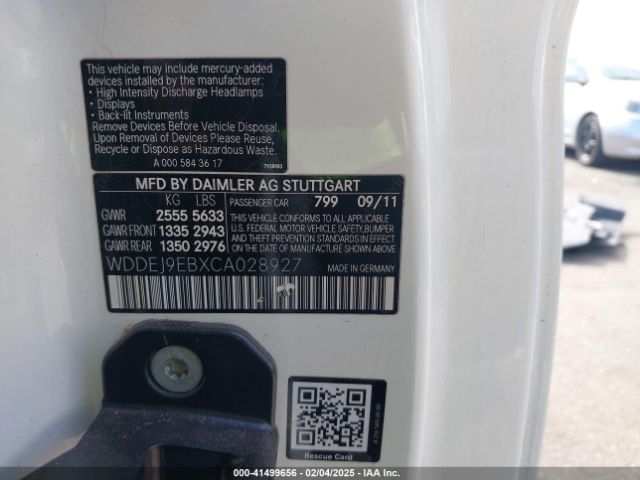 This vehicle may include mercury-added
devices installed by the manufacturer:
• High Intensity Discharge Headlamps
• Displays
• Back-lit Instruments
Remove Devices Before Vehicle Disposal.
Upon Removal of Devices Please Reuse,
Recycle or Dispose as Hazardous Waste.
A 000 584 36 17
MFD BY DAIMLER AG STUTTGART
KG LBS PASSENGER CAR 799 09/11
GVWR 2555 5633
GAWR FRONT 1335 2943
GAWR REAR 1350 2976
THIS VEHICLE CONFORMS TO ALL APPLICABLE
U.S. FEDERAL MOTOR VEHICLE SAFETY, BUMPER,
AND THEFT PREVENTION STANDARDS IN EFFECT
ON THE DATE OF MANUFACTURE SHOWN ABOVE.
WDDEJ9EBXCA028927
MADE IN GERMANY
Rescue Card
000-41499656 - 02/04/2025 - IAAI.com